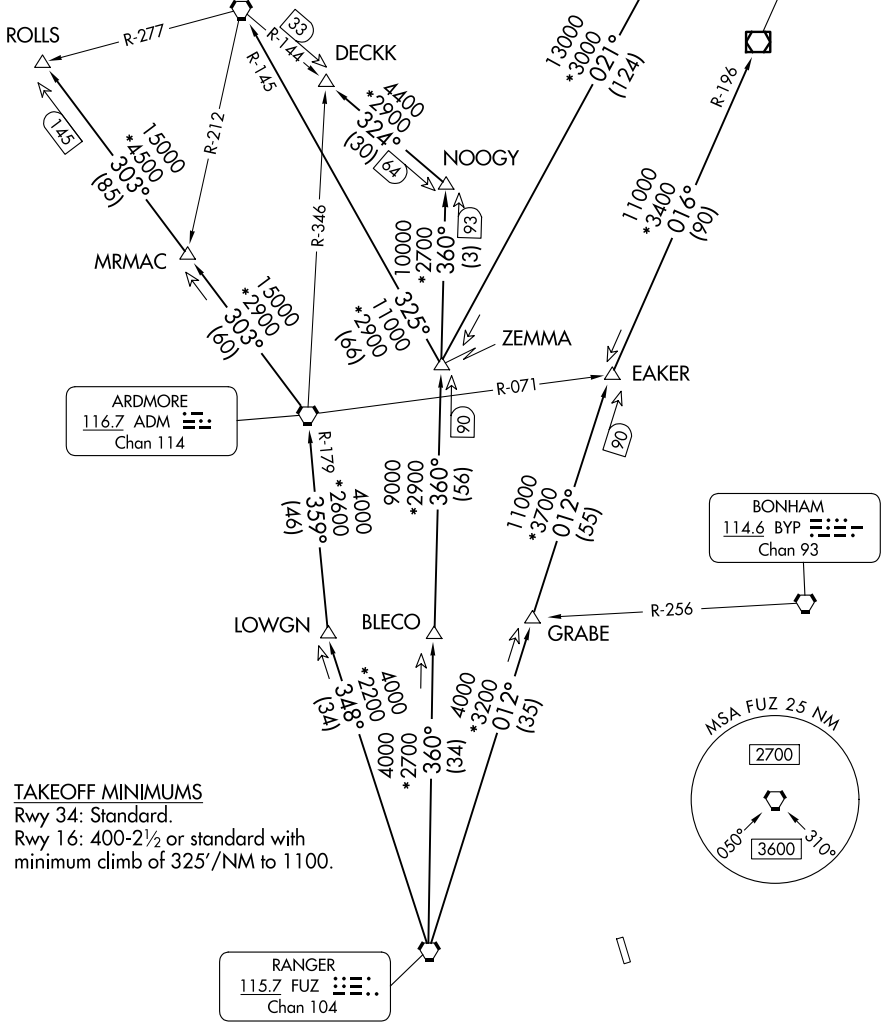 ROLLS
R-277
33
R-144
DECKK
R-145
13000
*3000
021°
(124)
R-196
145
15000
*4500
303°
(85)
R-212
4400
*2900
324°
(30)
64
NOOGY
93
R-346
11000
*3400
016°
(90)
MRMAC
10000
*2700
360°
(3)
15000
*2900
303°
(60)
325°
11000
*2900
(66)
ZEMMA
EAKER
R-071
ARDMORE
116.7 ADM
Chan 114
90
90
R-179
4000
*2600
359°
(46)
9000
*2900
360°
(56)
11000
*3700
012°
(55)
BONHAM
114.6 BYP
Chan 93
R-256
LOWGN
BLECO
GRABE
4000
*2200
348°
(34)
4000
*2700
360°
(34)
4000
*3200
012°
(35)
MSA FUZ 25 NM
2700
050°
3600
310°
TAKEOFF MINIMUMS
Rwy 34: Standard.
Rwy 16: 400-2½ or standard with
minimum climb of 325'/NM to 1100.
RANGER
115.7 FUZ
Chan 104